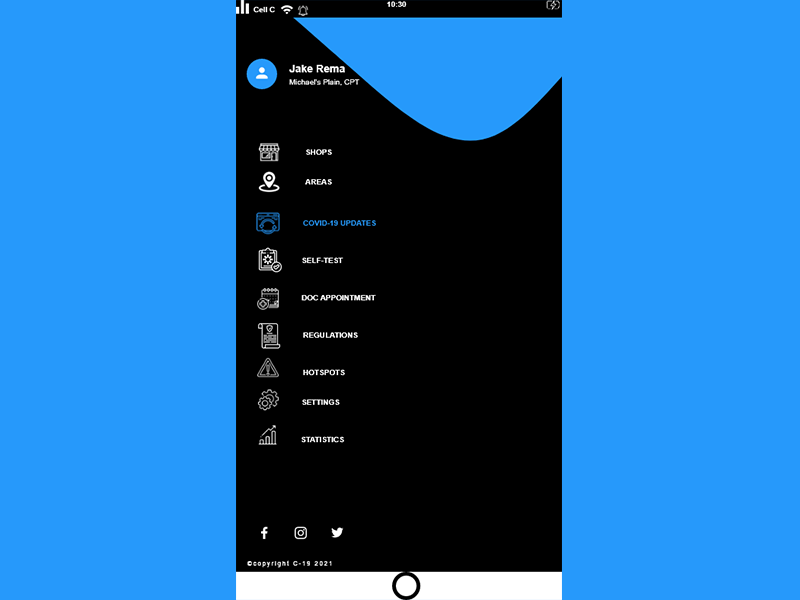 Cell C
10:30
Jake Rema
Michael's Plain, CPT
SHOPS
AREAS
COVID-19 UPDATES
SELF-TEST
DOC APPOINTMENT
REGULATIONS
HOTSPOTS
SETTINGS
STATISTICS
©copyright C-19 2021